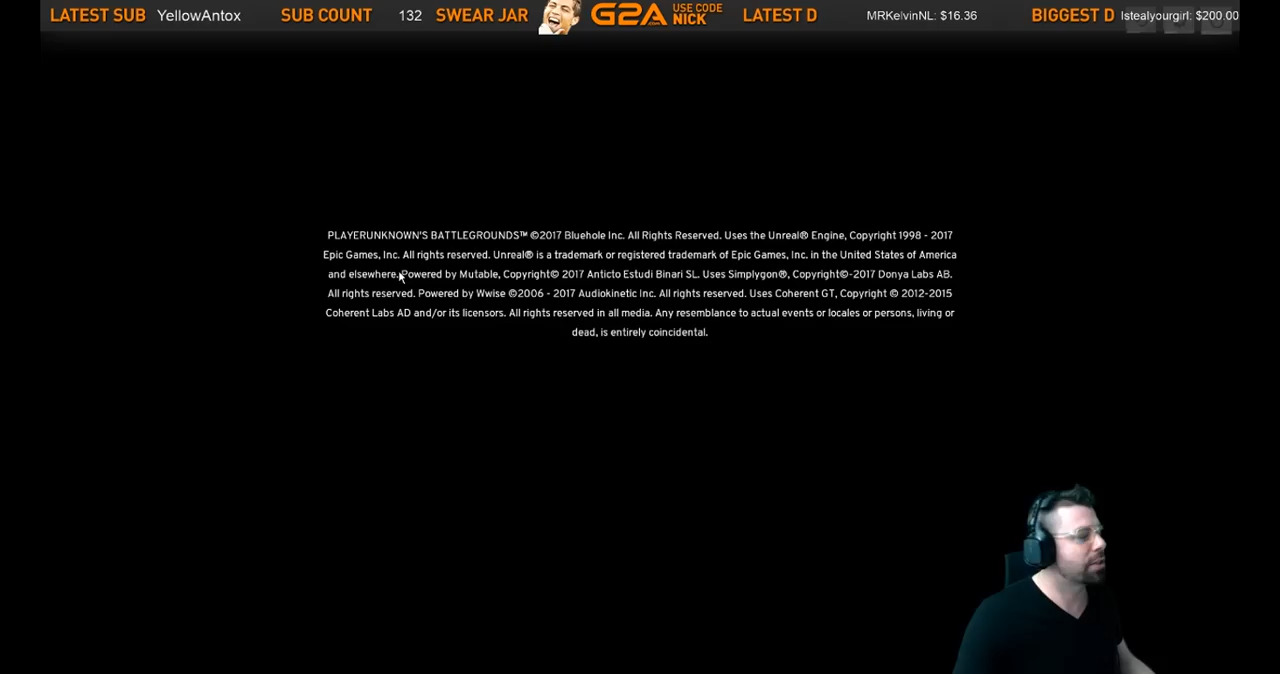 LATEST SUB YellowAntox SUB COUNT 132 SWEAR JAR G2A.COM USE CODE NICK LATEST D MRKelvinNL: $16.36 BIGGEST D Istealyourgirl: $200.00
PLAYERUNKNOWN'S BATTLEGROUNDS™ ©2017 Bluehole Inc. All Rights Reserved. Uses the Unreal® Engine, Copyright 1998 - 2017
Epic Games, Inc. All rights reserved. Unreal® is a trademark or registered trademark of Epic Games, Inc. in the United States of America
and elsewhere. Powered by Mutable, Copyright© 2017 Anticto Estudi Binari SL. Uses Simplygon®, Copyright©-2017 Donya Labs AB.
All rights reserved. Powered by Wwise ©2006 - 2017 Audiokinetic Inc. All rights reserved. Uses Coherent GT, Copyright © 2012-2015
Coherent Labs AD and/or its licensors. All rights reserved in all media. Any resemblance to actual events or locales or persons, living or
dead, is entirely coincidental.